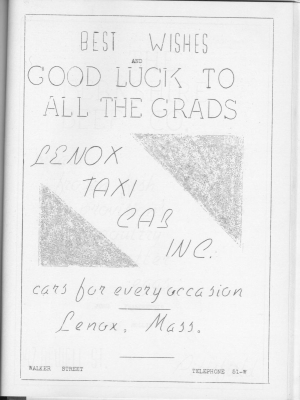 BEST WISHES
AND
GOOD LUCK TO
ALL THE GRADS
LENOX
TAXI
CAB
INC.
cars for every occasion
Lenox, Mass.
WALKER STREET TELEPHONE 51-W